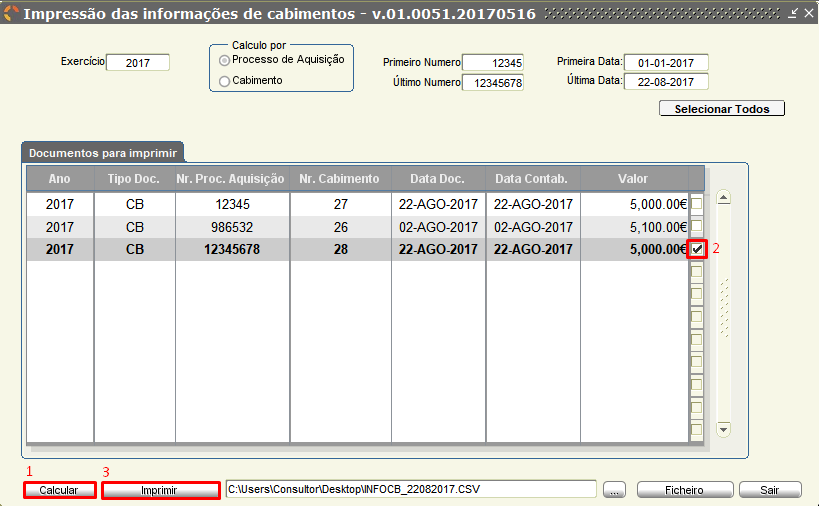 Impressão das informações de cabimentos - v.01.0051.20170516
Exercício 2017
Calculo por
Processo de Aquisição
Cabimento
Primeiro Numero 12345
Último Numero 12345678
Primeira Data: 01-01-2017
Última Data: 22-08-2017
Selecionar Todos
Documentos para imprimir
Ano Tipo Doc. Nr. Proc. Aquisição Nr. Cabimento Data Doc. Data Contab. Valor
2017 CB 12345 27 22-AGO-2017 22-AGO-2017 5,000.00€
2017 CB 986532 26 02-AGO-2017 02-AGO-2017 5,100.00€
2017 CB 12345678 28 22-AGO-2017 22-AGO-2017 5,000.00€ 2
1 3
Calcular Imprimir C:\Users\Consultor\Desktop\INFOCB_22082017.CSV ... Ficheiro Sair